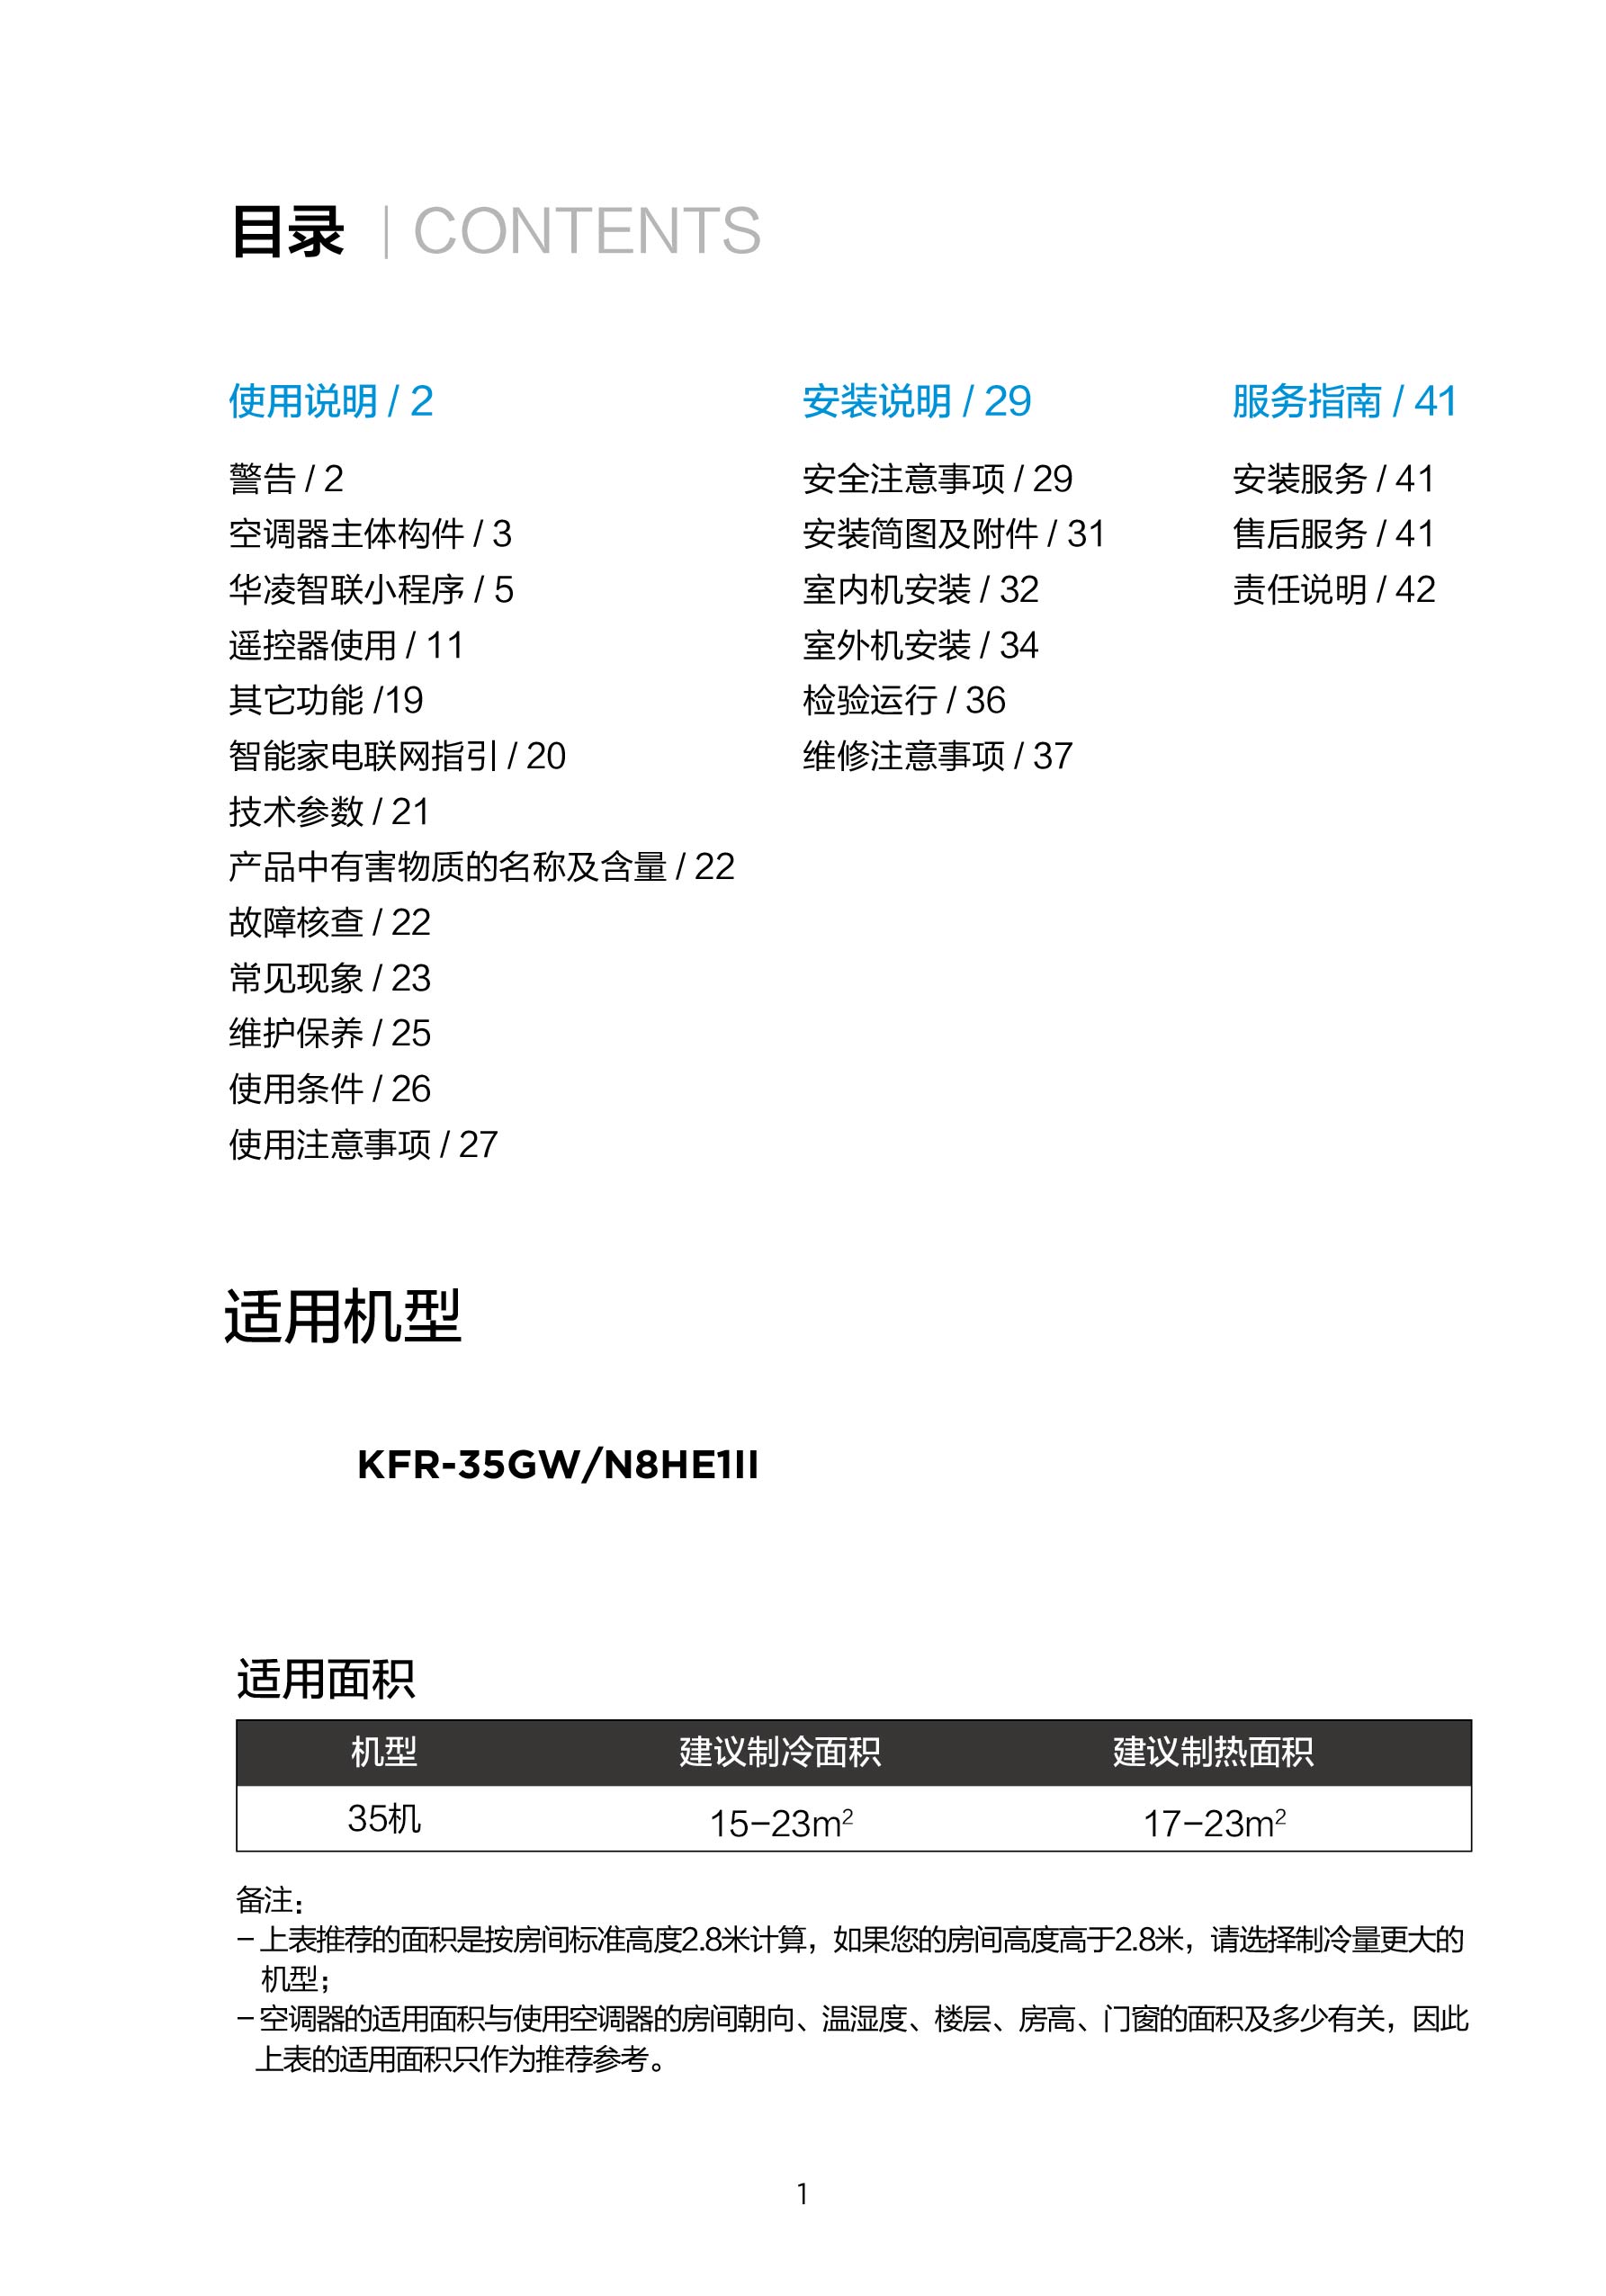 目录 | CONTENTS
使用说明 / 2
警告 / 2
空调器主体构件 / 3
华凌智联小程序 / 5
遥控器使用 / 11
其它功能 /19
智能家电联网指引 / 20
技术参数 / 21
产品中有害物质的名称及含量 / 22
故障核查 / 22
常见现象 / 23
维护保养 / 25
使用条件 / 26
使用注意事项 / 27
安装说明 / 29
安全注意事项 / 29
安装简图及附件 / 31
室内机安装 / 32
室外机安装 / 34
检验运行 / 36
维修注意事项 / 37
服务指南 / 41
安装服务 / 41
售后服务 / 41
责任说明 / 42
适用机型
KFR-35GW/N8HE1III
适用面积
机型 建议制冷面积 建议制热面积
35机 15-23m² 17-23m²
备注：
- 上表推荐的面积是按房间标准高度2.8米计算，如果您的房间高度高于2.8米，请选择制冷量更大的
机型；
- 空调器的适用面积与使用空调器的房间朝向、温湿度、楼层、房高、门窗的面积及多少有关，因此
上表的适用面积只作为推荐参考。
1